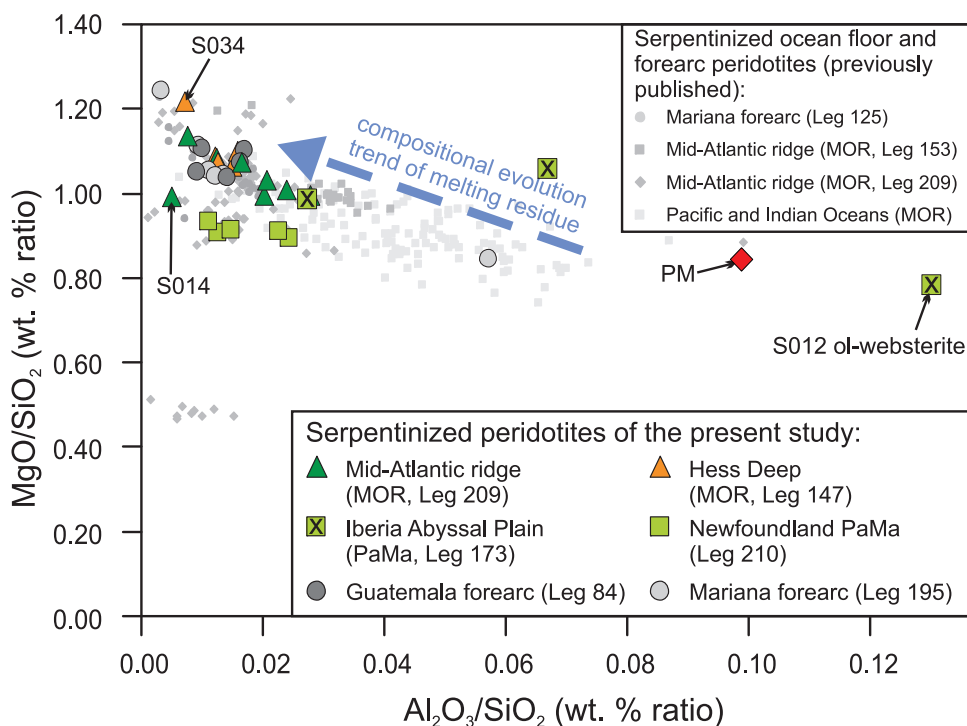 1.40
1.20
1.00
0.80
0.60
0.40
0.20
0.00
MgO/SiO2 (wt. % ratio)
S034
S014
compositional evolution
trend of melting residue
Serpentinized ocean floor and
forearc peridotites (previously
published):
Mariana forearc (Leg 125)
Mid-Atlantic ridge (MOR, Leg 153)
Mid-Atlantic ridge (MOR, Leg 209)
Pacific and Indian Oceans (MOR)
PM
X
X
X
S012 ol-websterite
Serpentinized peridotites of the present study:
Mid-Atlantic ridge
(MOR, Leg 209)
Hess Deep
(MOR, Leg 147)
X
Iberia Abyssal Plain
(PaMa, Leg 173)
Newfoundland PaMa
(Leg 210)
Guatemala forearc (Leg 84)
Mariana forearc (Leg 195)
0.00
0.02
0.04
0.06
0.08
0.10
0.12
Al2O3/SiO2 (wt. % ratio)